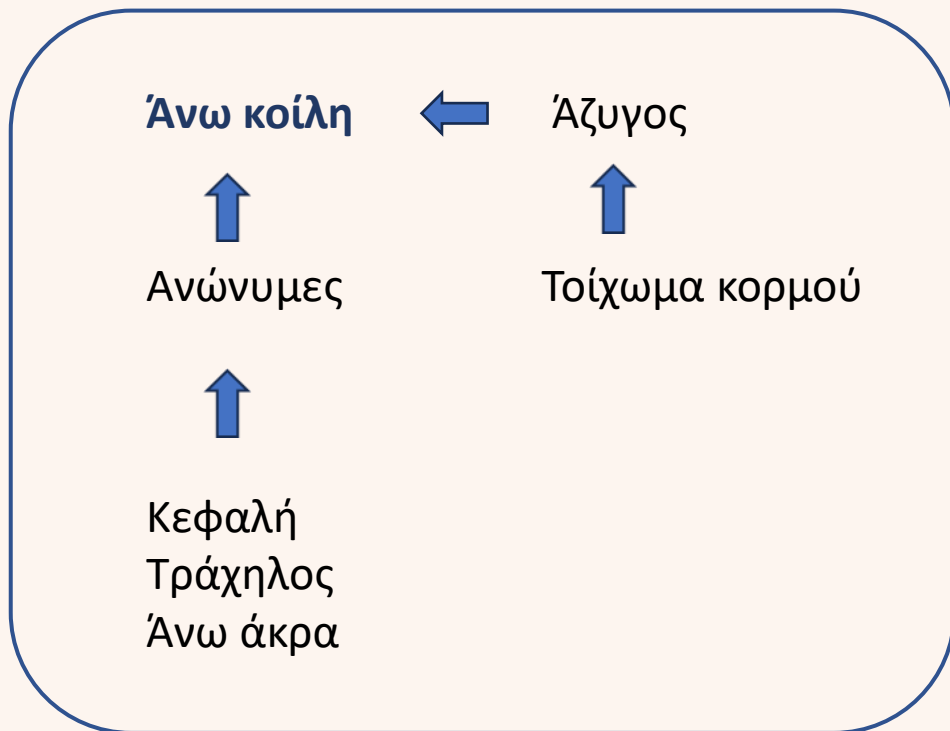 Άνω κοίλη
Άζυγος
Ανώνυμες
Τοίχωμα κορμού
Κεφαλή
Τράχηλος
Άνω άκρα